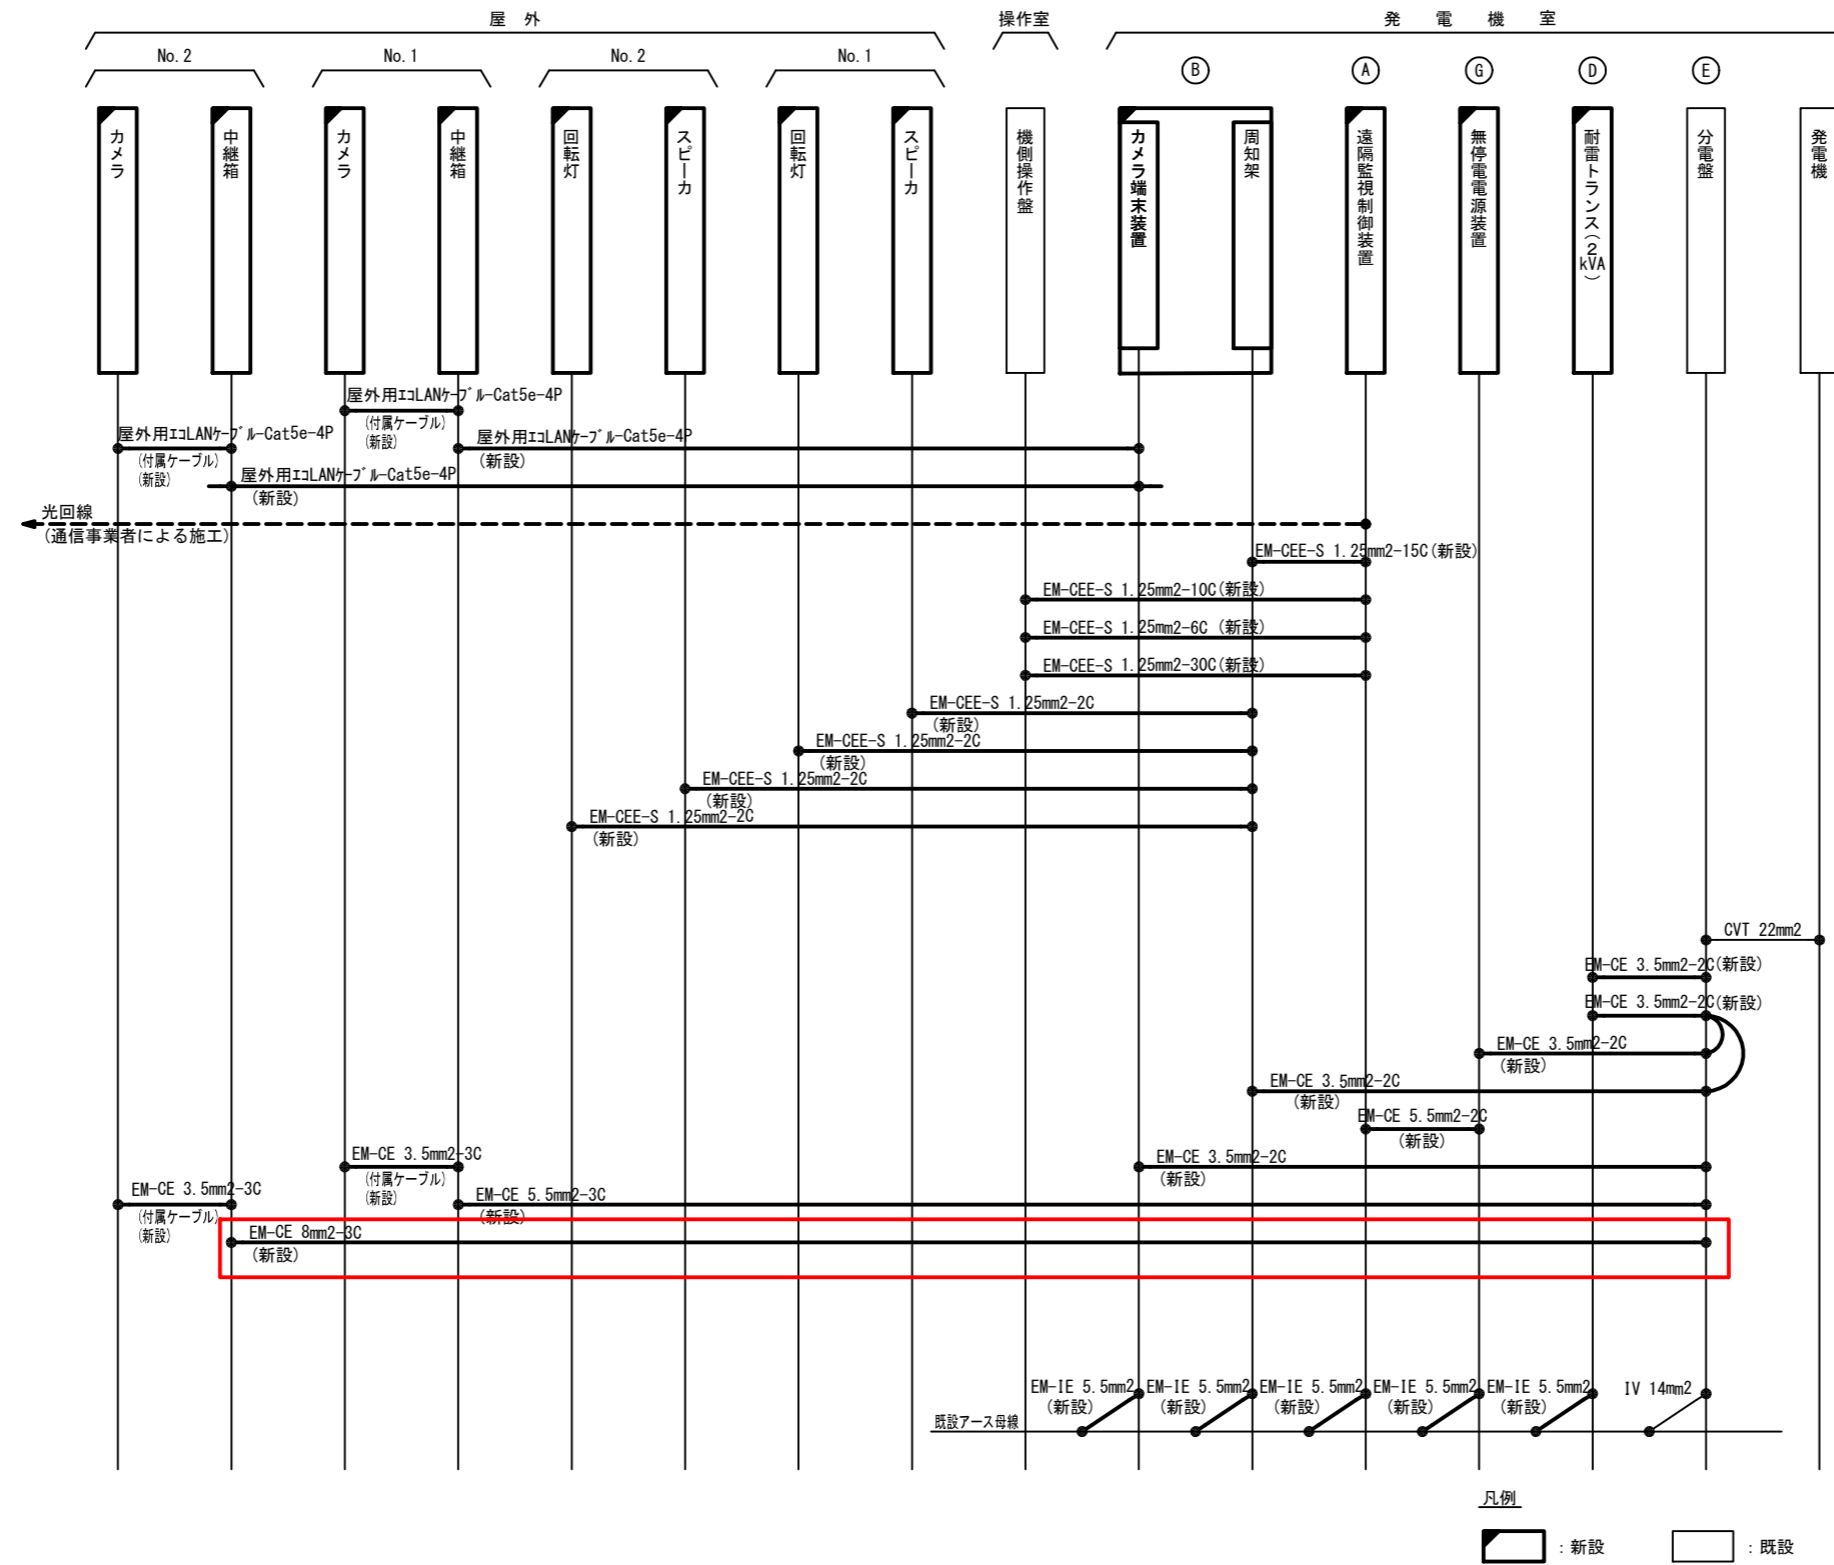 屋 外
操作室
発 電 機 室
No. 2
No. 1
No. 2
No. 1
B
A
G
D
E
カメラ
中継箱
カメラ
中継箱
回転灯
スピーカ
回転灯
スピーカ
機側操作盤
カメラ端末装置
周知架
遠隔監視制御装置
無停電電源装置
耐雷トランス(2kVA)
分電盤
発電機
屋外用ｴｺLANｹｰﾌﾞﾙ-Cat5e-4P
(付属ケーブル)
(新設)
屋外用ｴｺLANｹｰﾌﾞﾙ-Cat5e-4P
(付属ケーブル)
(新設)
屋外用ｴｺLANｹｰﾌﾞﾙ-Cat5e-4P
(新設)
屋外用ｴｺLANｹｰﾌﾞﾙ-Cat5e-4P
(新設)
光回線
(通信事業者による施工)
EM-CEE-S 1.25mm2-15C(新設)
EM-CEE-S 1.25mm2-10C(新設)
EM-CEE-S 1.25mm2-6C (新設)
EM-CEE-S 1.25mm2-30C(新設)
EM-CEE-S 1.25mm2-2C
(新設)
EM-CEE-S 1.25mm2-2C
(新設)
EM-CEE-S 1.25mm2-2C
(新設)
EM-CEE-S 1.25mm2-2C
(新設)
CVT 22mm2
EM-CE 3.5mm2-2C(新設)
EM-CE 3.5mm2-2C(新設)
EM-CE 3.5mm2-2C
(新設)
EM-CE 3.5mm2-2C
(新設)
EM-CE 5.5mm2-2C
(新設)
EM-CE 3.5mm2-3C
(付属ケーブル)
(新設)
EM-CE 3.5mm2-2C
(新設)
EM-CE 3.5mm2-3C
(付属ケーブル)
(新設)
EM-CE 5.5mm2-3C
(新設)
EM-CE 8mm2-3C
(新設)
EM-IE 5.5mm2
(新設)
EM-IE 5.5mm2
(新設)
EM-IE 5.5mm2
(新設)
EM-IE 5.5mm2
(新設)
EM-IE 5.5mm2
(新設)
IV 14mm2
既設アース母線
凡例
：新設
：既設